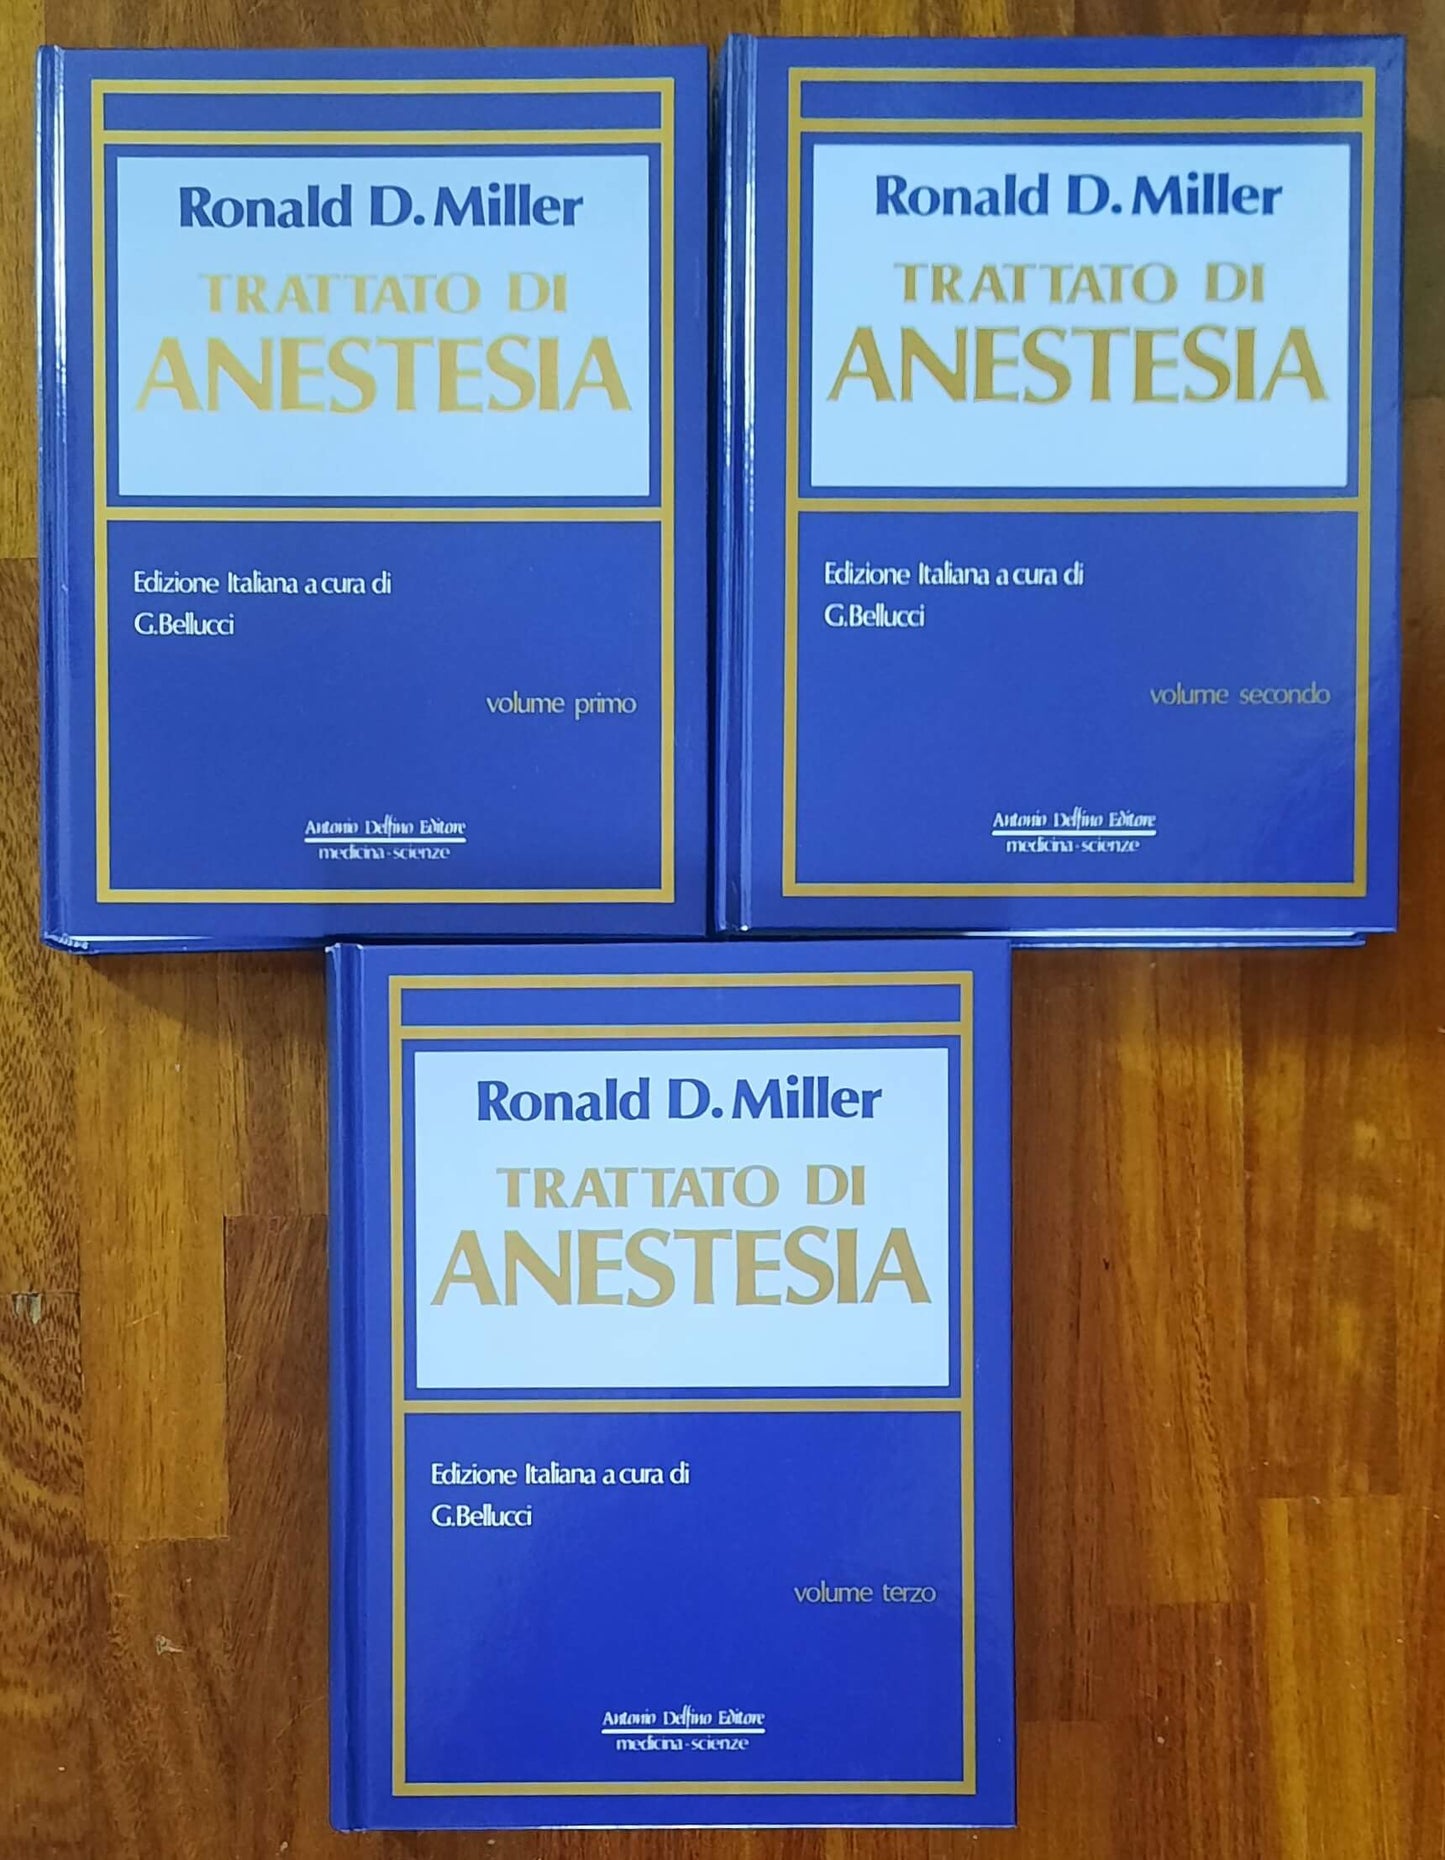 Ronald D. Miller
TRATTATO DI
ANESTESIA
Edizione Italiana a cura di
G. Bellucci
volume primo
Antonio Delfino Editore
medicina-scienze
Ronald D. Miller
TRATTATO DI
ANESTESIA
Edizione Italiana a cura di
G. Bellucci
volume secondo
Antonio Delfino Editore
medicina-scienze
Ronald D. Miller
TRATTATO DI
ANESTESIA
Edizione Italiana a cura di
G. Bellucci
volume terzo
Antonio Delfino Editore
medicina-scienze